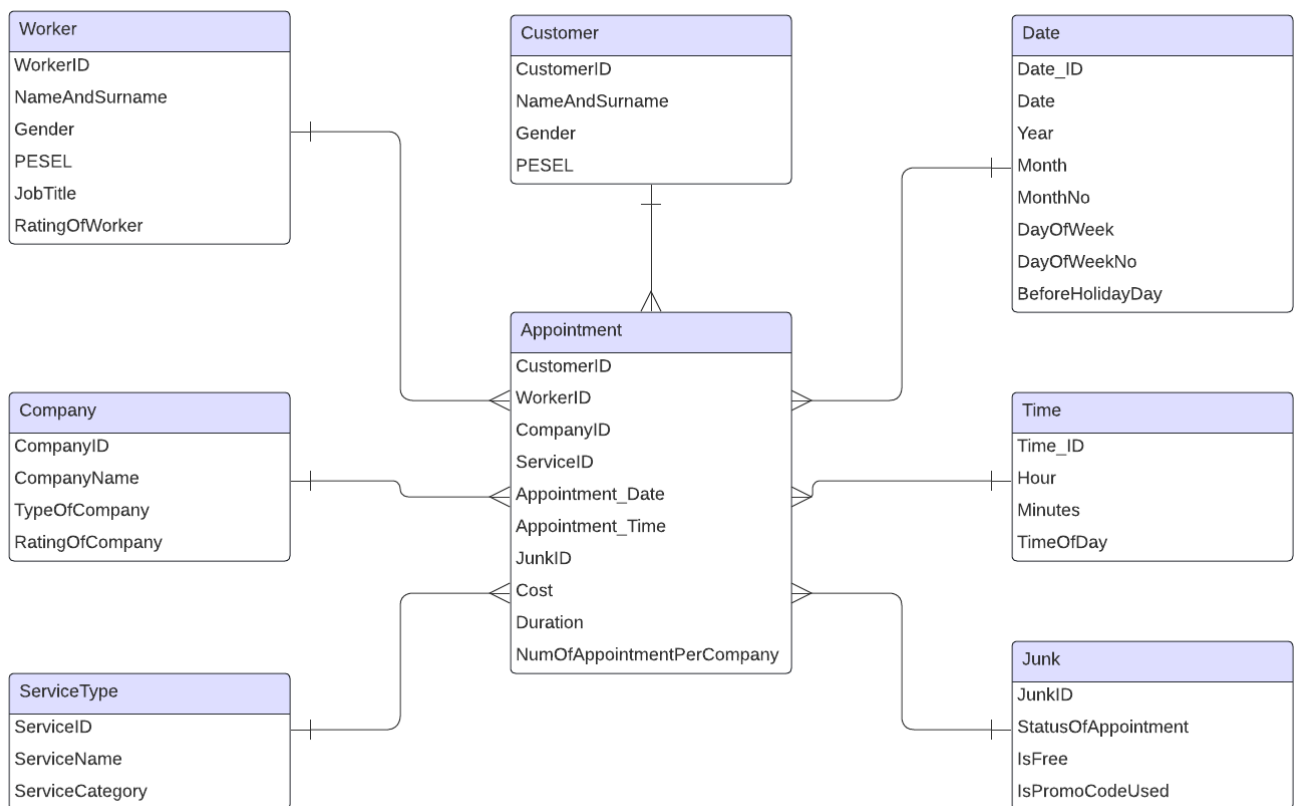 Worker
WorkerID
NameAndSurname
Gender
PESEL
JobTitle
RatingOfWorker
Customer
CustomerID
NameAndSurname
Gender
PESEL
Date
Date_ID
Date
Year
Month
MonthNo
DayOfWeek
DayOfWeekNo
BeforeHolidayDay
Company
CompanyID
CompanyName
TypeOfCompany
RatingOfCompany
Appointment
CustomerID
WorkerID
CompanyID
ServiceID
Appointment_Date
Appointment_Time
JunkID
Cost
Duration
NumOfAppointmentPerCompany
Time
Time_ID
Hour
Minutes
TimeOfDay
ServiceType
ServiceID
ServiceName
ServiceCategory
Junk
JunkID
StatusOfAppointment
IsFree
IsPromoCodeUsed